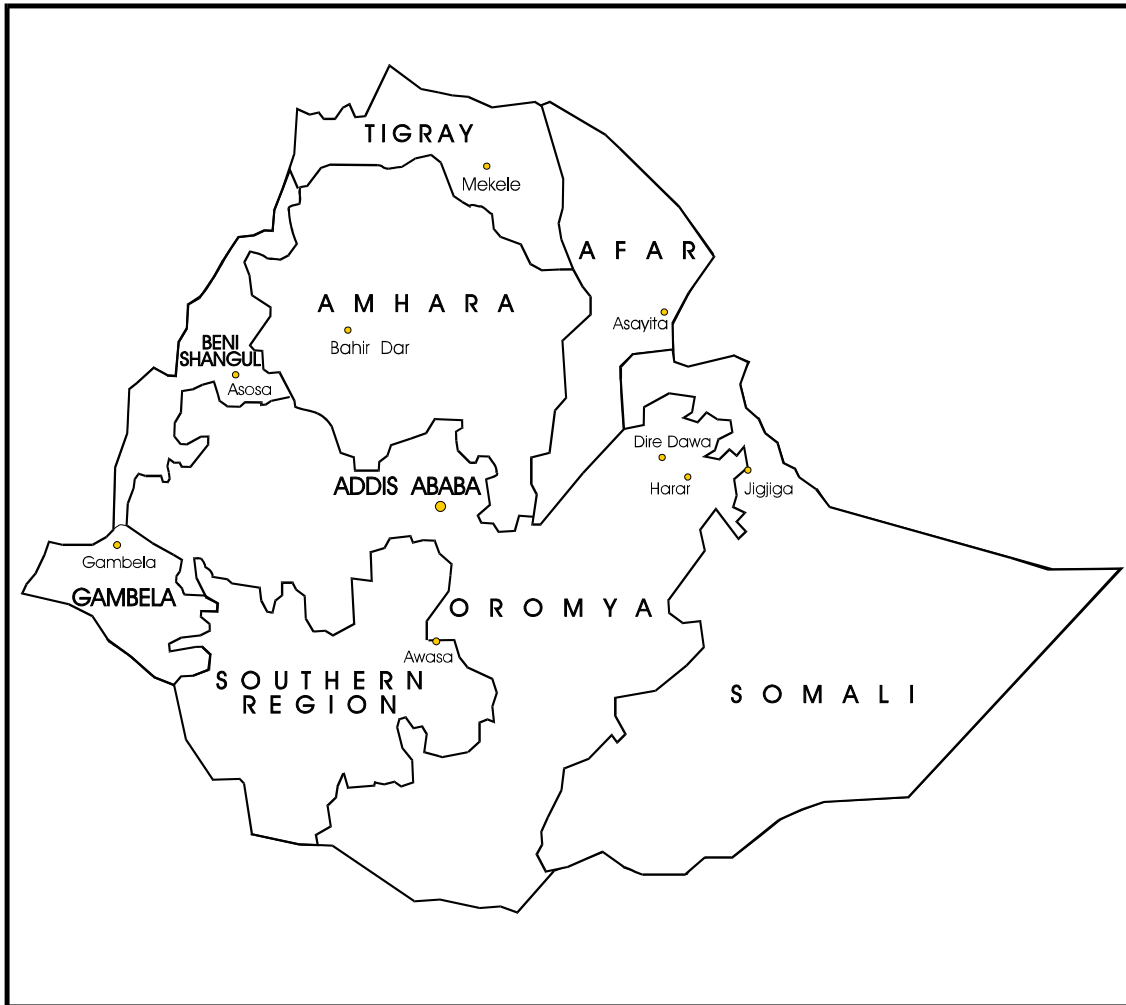 TIGRAY
Mekele
AFAR
AMHARA
Asayita
Bahir Dar
BENI
SHANGUL
Asosa
Dire Dawa
ADDIS ABABA
Harar
Jigjiga
Gambela
GAMBELA
OROMYA
Awasa
SOUTHERN
REGION
SOMALI